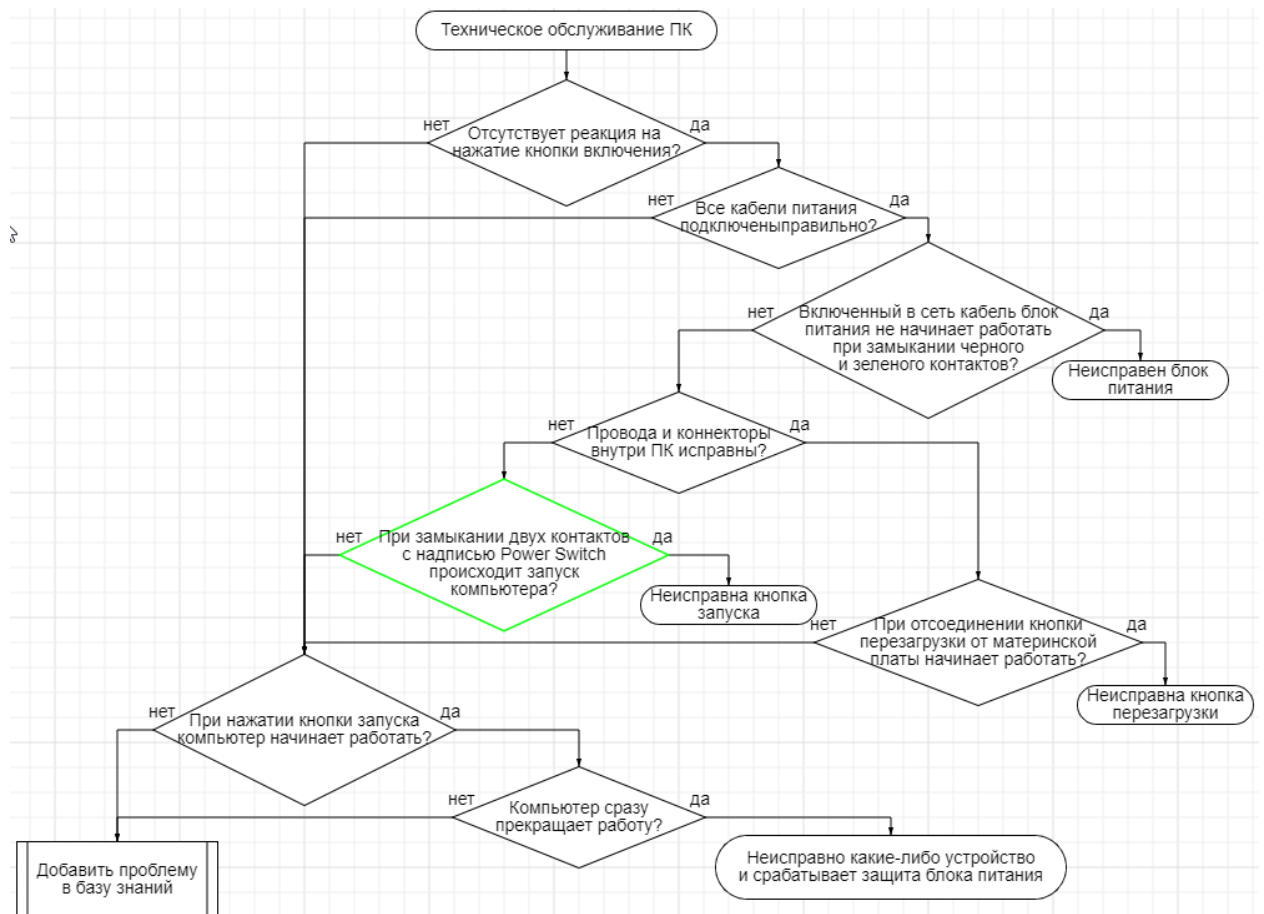 Техническое обслуживание ПК
нет
да
Отсутствует реакция на
нажатие кнопки включения?
нет
да
Все кабели питания
подключеныправильно?
нет
да
Включенный в сеть кабель блок
питания не начинает работать
при замыкании черного
и зеленого контактов?
Неисправен блок
питания
нет
да
Провода и коннекторы
внутри ПК исправны?
нет
да
При замыкании двух контактов
с надписью Power Switch
происходит запуск
компьютера?
Неисправна кнопка
запуска
нет
да
При отсоединении кнопки
перезагрузки от материнской
платы начинает работать?
Неисправна кнопка
перезагрузки
нет
да
При нажатии кнопки запуска
компьютер начинает работать?
нет
да
Компьютер сразу
прекращает работу?
Добавить проблему
в базу знаний
Неисправно какие-либо устройство
и срабатывает защита блока питания